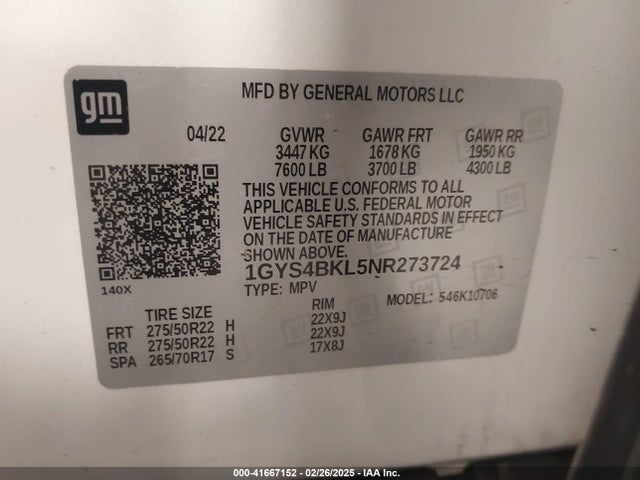 gm
MFD BY GENERAL MOTORS LLC
04/22 GVWR GAWR FRT GAWR RR
3447 KG 1678 KG 1950 KG
7600 LB 3700 LB 4300 LB
THIS VEHICLE CONFORMS TO ALL
APPLICABLE U.S. FEDERAL MOTOR
VEHICLE SAFETY STANDARDS IN EFFECT
ON THE DATE OF MANUFACTURE
SHOWN ABOVE.
1GYS4BKL5NR273724
140X
TYPE: MPV MODEL: 546K10706
TIRE SIZE RIM
FRT 275/50R22 H 22X9J
RR 275/50R22 H 22X9J
SPA 265/70R17 S 17X8J
000-41667152 - 02/26/2025 - IAA Inc.